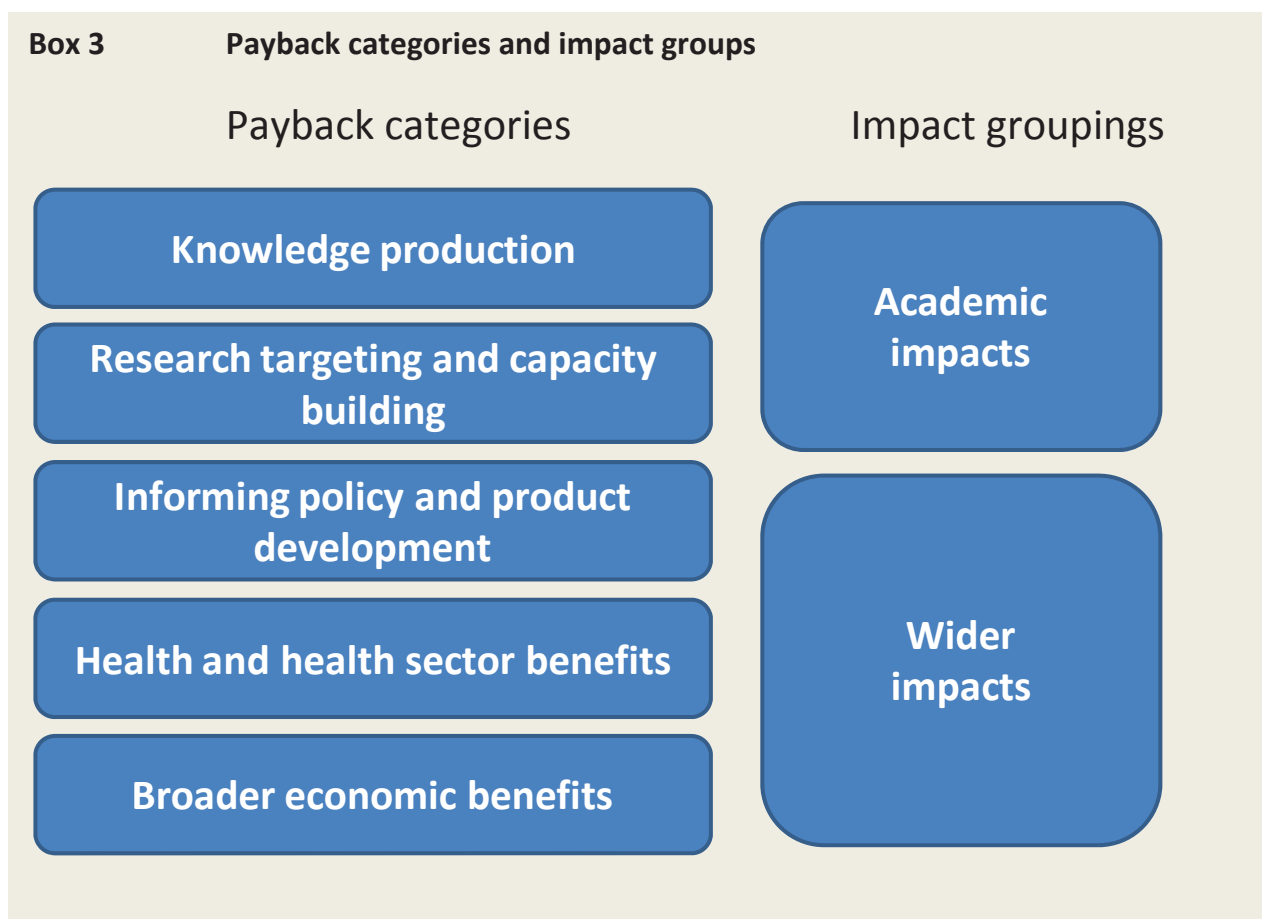 Box 3 Payback categories and impact groups
Payback categories
Impact groupings
Knowledge production
Research targeting and capacity
building
Informing policy and product
development
Health and health sector benefits
Broader economic benefits
Academic
impacts
Wider
impacts